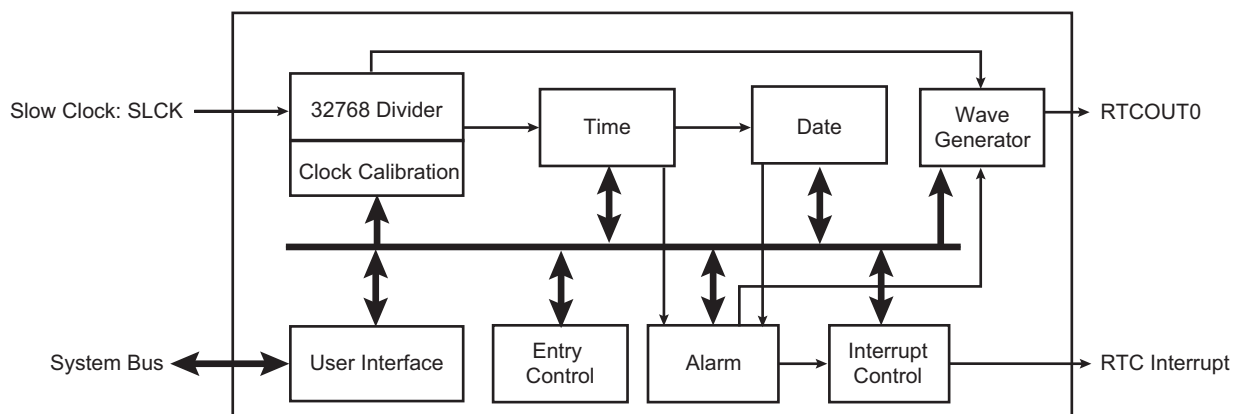 Slow Clock: SLCK
32768 Divider
Clock Calibration
Time
Date
Wave
Generator
RTCOUT0
System Bus
User Interface
Entry
Control
Alarm
Interrupt
Control
RTC Interrupt